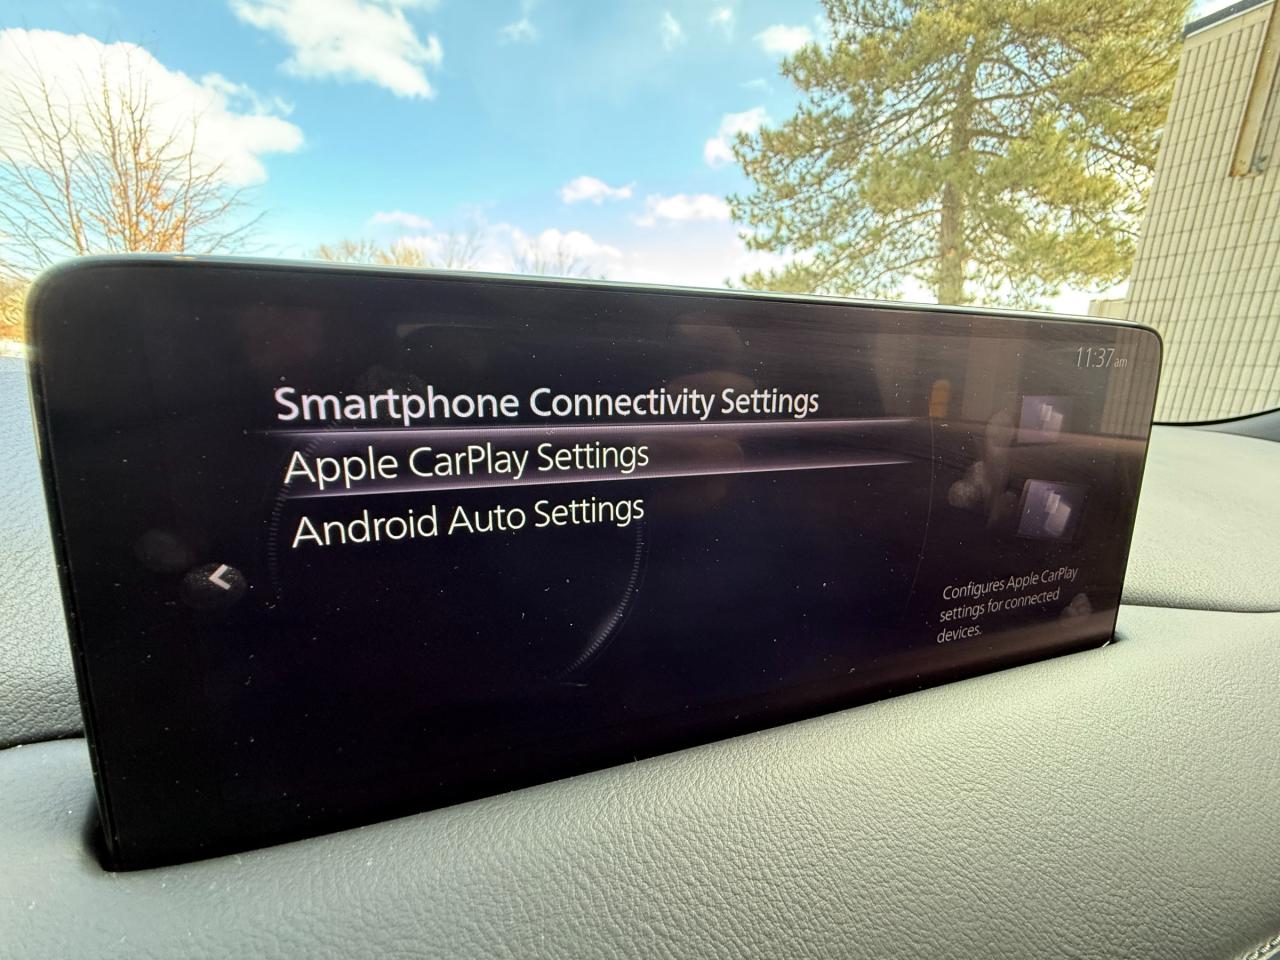 11:37am
Smartphone Connectivity Settings
Apple CarPlay Settings
Android Auto Settings
Configures Apple CarPlay
settings for connected
devices.